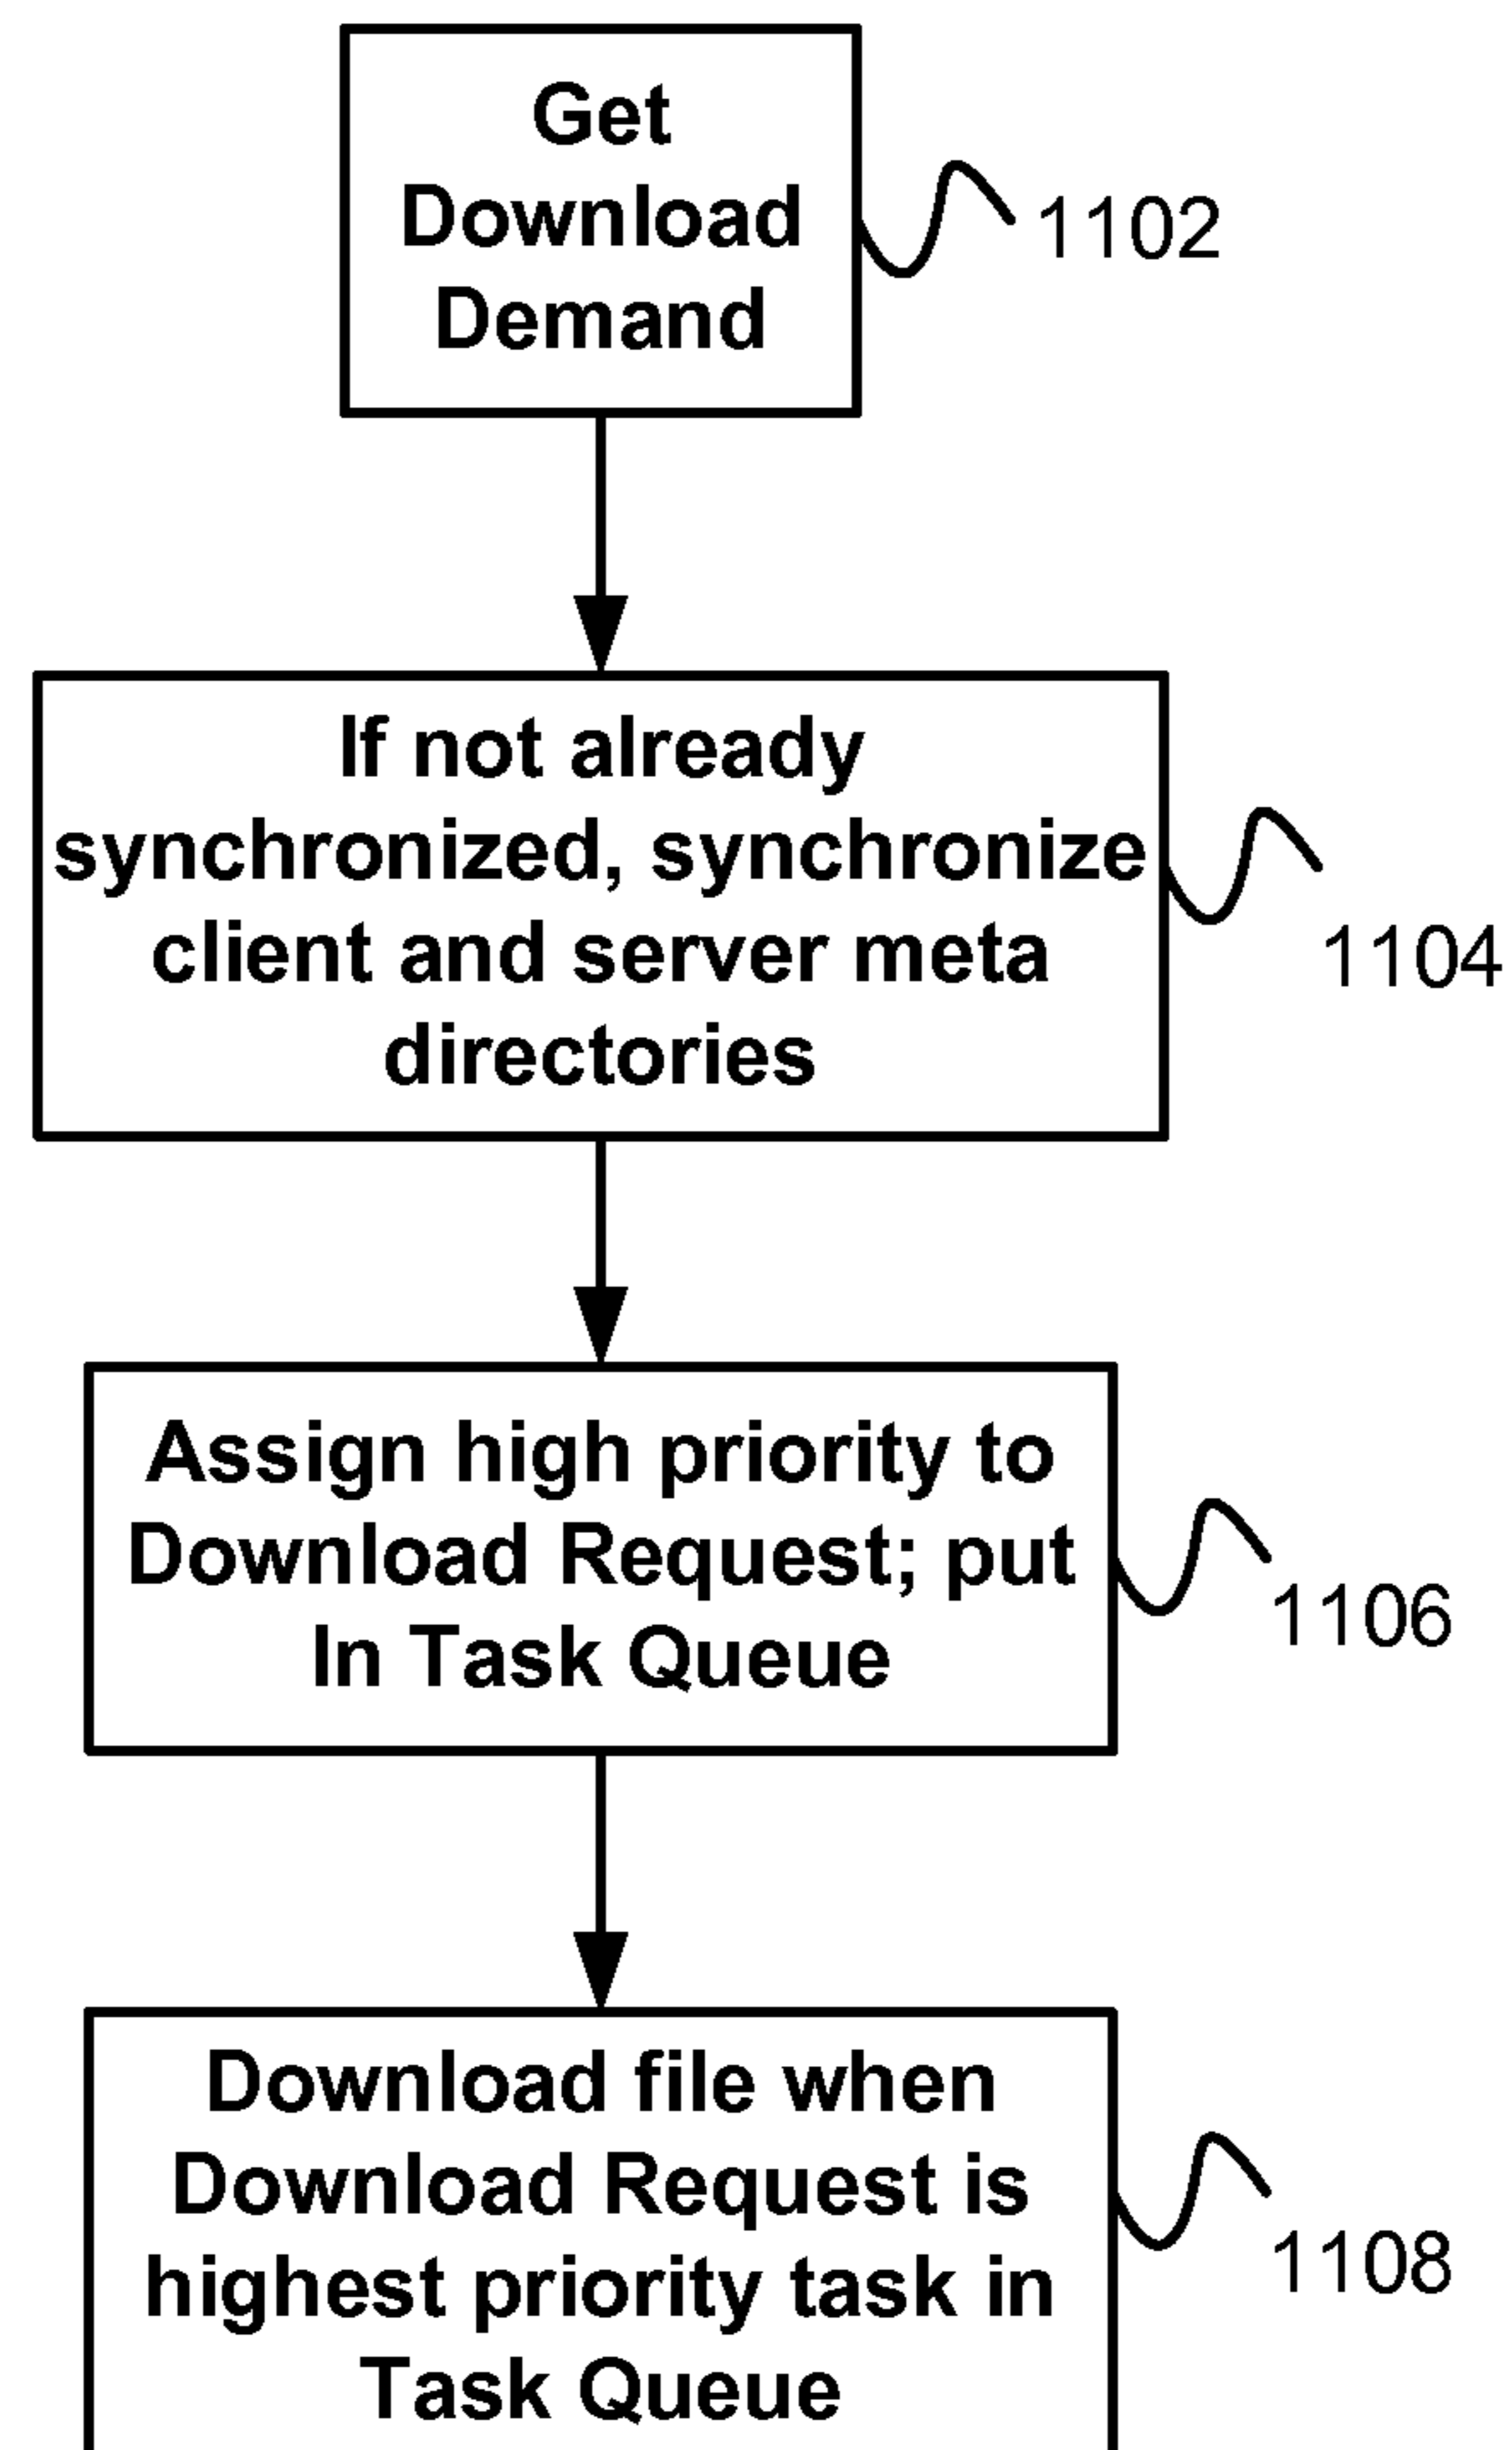 Get
Download
Demand
1102
If not already
synchronized, synchronize
client and server meta
directories
1104
Assign high priority to
Download Request; put
In Task Queue
1106
Download file when
Download Request is
highest priority task in
Task Queue
1108